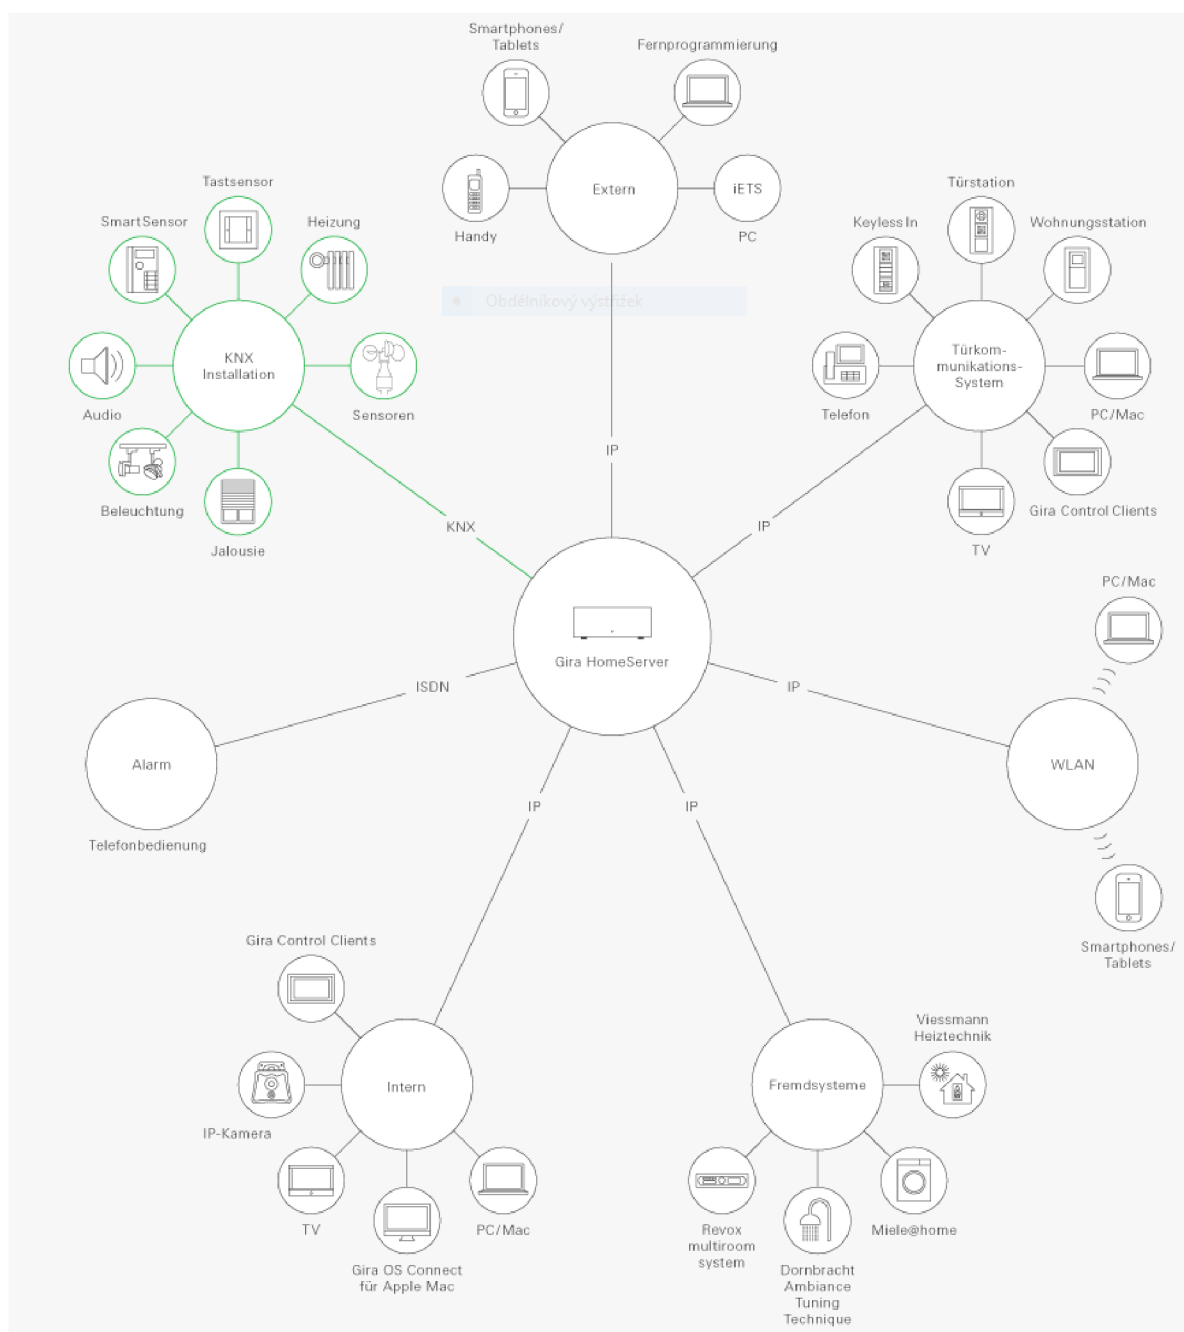 Smartphones/
Tablets
Fernprogrammierung
Extern
iETS
Handy
PC
Tastsensor
SmartSensor
Heizung
KNX
Installation
Audio
Sensoren
Beleuchtung
Jalousie
Türstation
Keyless In
Wohnungsstation
Türkom-
munikations-
System
Telefon
PC/Mac
Gira Control Clients
TV
Obdélníkový výstřižek
IP
KNX
IP
Gira HomeServer
PC/Mac
ISDN
IP
Alarm
WLAN
Telefonbedienung
IP
IP
Smartphones/
Tablets
Gira Control Clients
Intern
IP-Kamera
TV
Gira OS Connect
für Apple Mac
PC/Mac
Viessmann
Heiztechnik
Fremdsysteme
Revox
multiroom
system
Dornbracht
Ambiance
Tuning
Technique
Miele@home